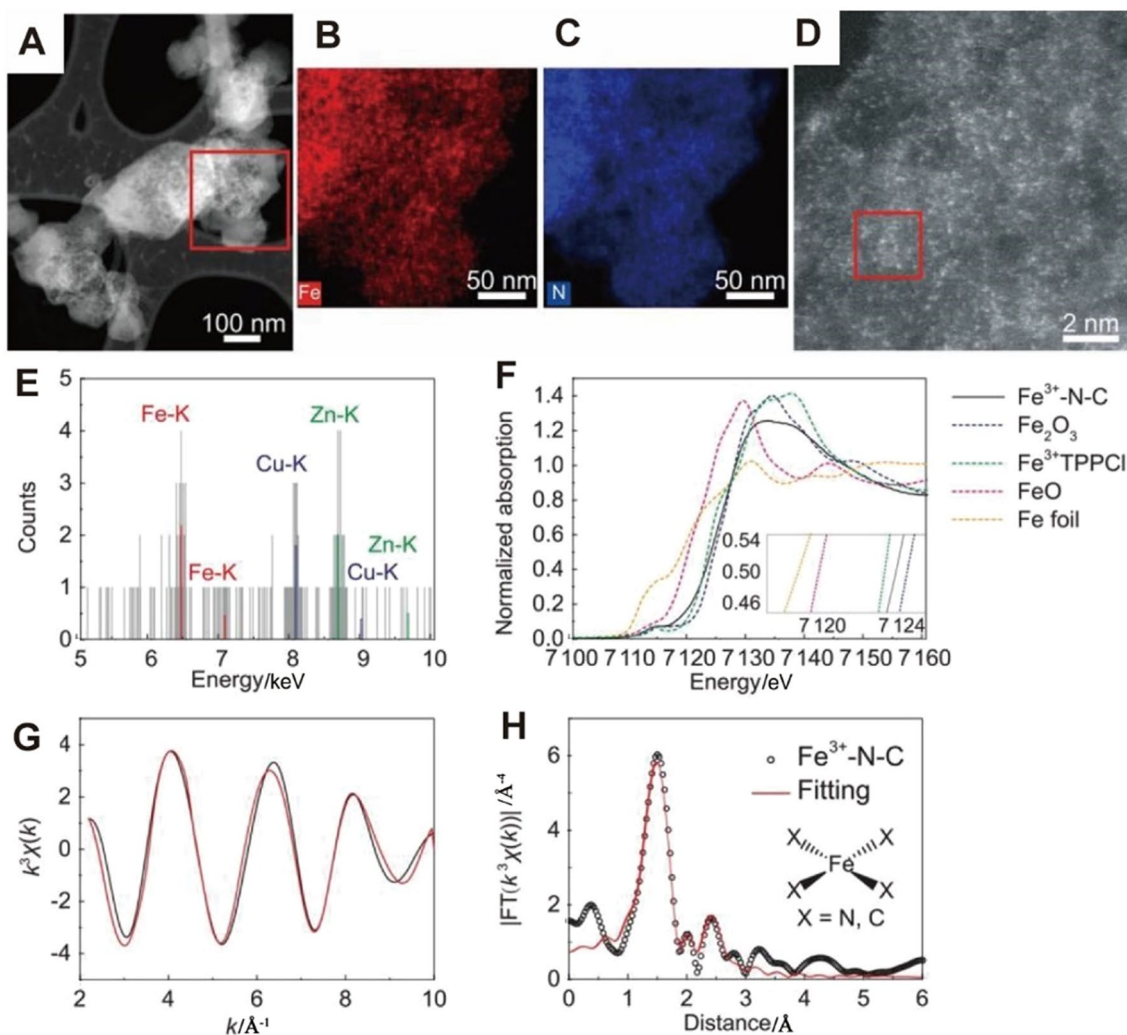 A
100 nm
B
Fe
50 nm
C
N
50 nm
D
2 nm
E
5
4
3
2
1
0
Counts
Fe-K
Fe-K
Cu-K
Cu-K
Zn-K
Zn-K
5 6 7 8 9 10
Energy/keV
F
1.4
1.2
1.0
0.8
0.6
0.4
0.2
0.0
Normalized absorption
0.54
0.50
0.46
7 120 7 124
7 100 7 110 7 120 7 130 7 140 7 150 7 160
Energy/eV
Fe³⁺-N-C
Fe₂O₃
Fe³⁺TPPCl
FeO
Fe foil
G
4
2
0
-2
-4
k³χ(k)
2 4 6 8 10
k/Å⁻¹
H
6
4
2
0
|FT(k³χ(k))|/Å⁻⁴
Fe³⁺-N-C
Fitting
X X
Fe
X X
X = N, C
0 1 2 3 4 5 6
Distance/Å